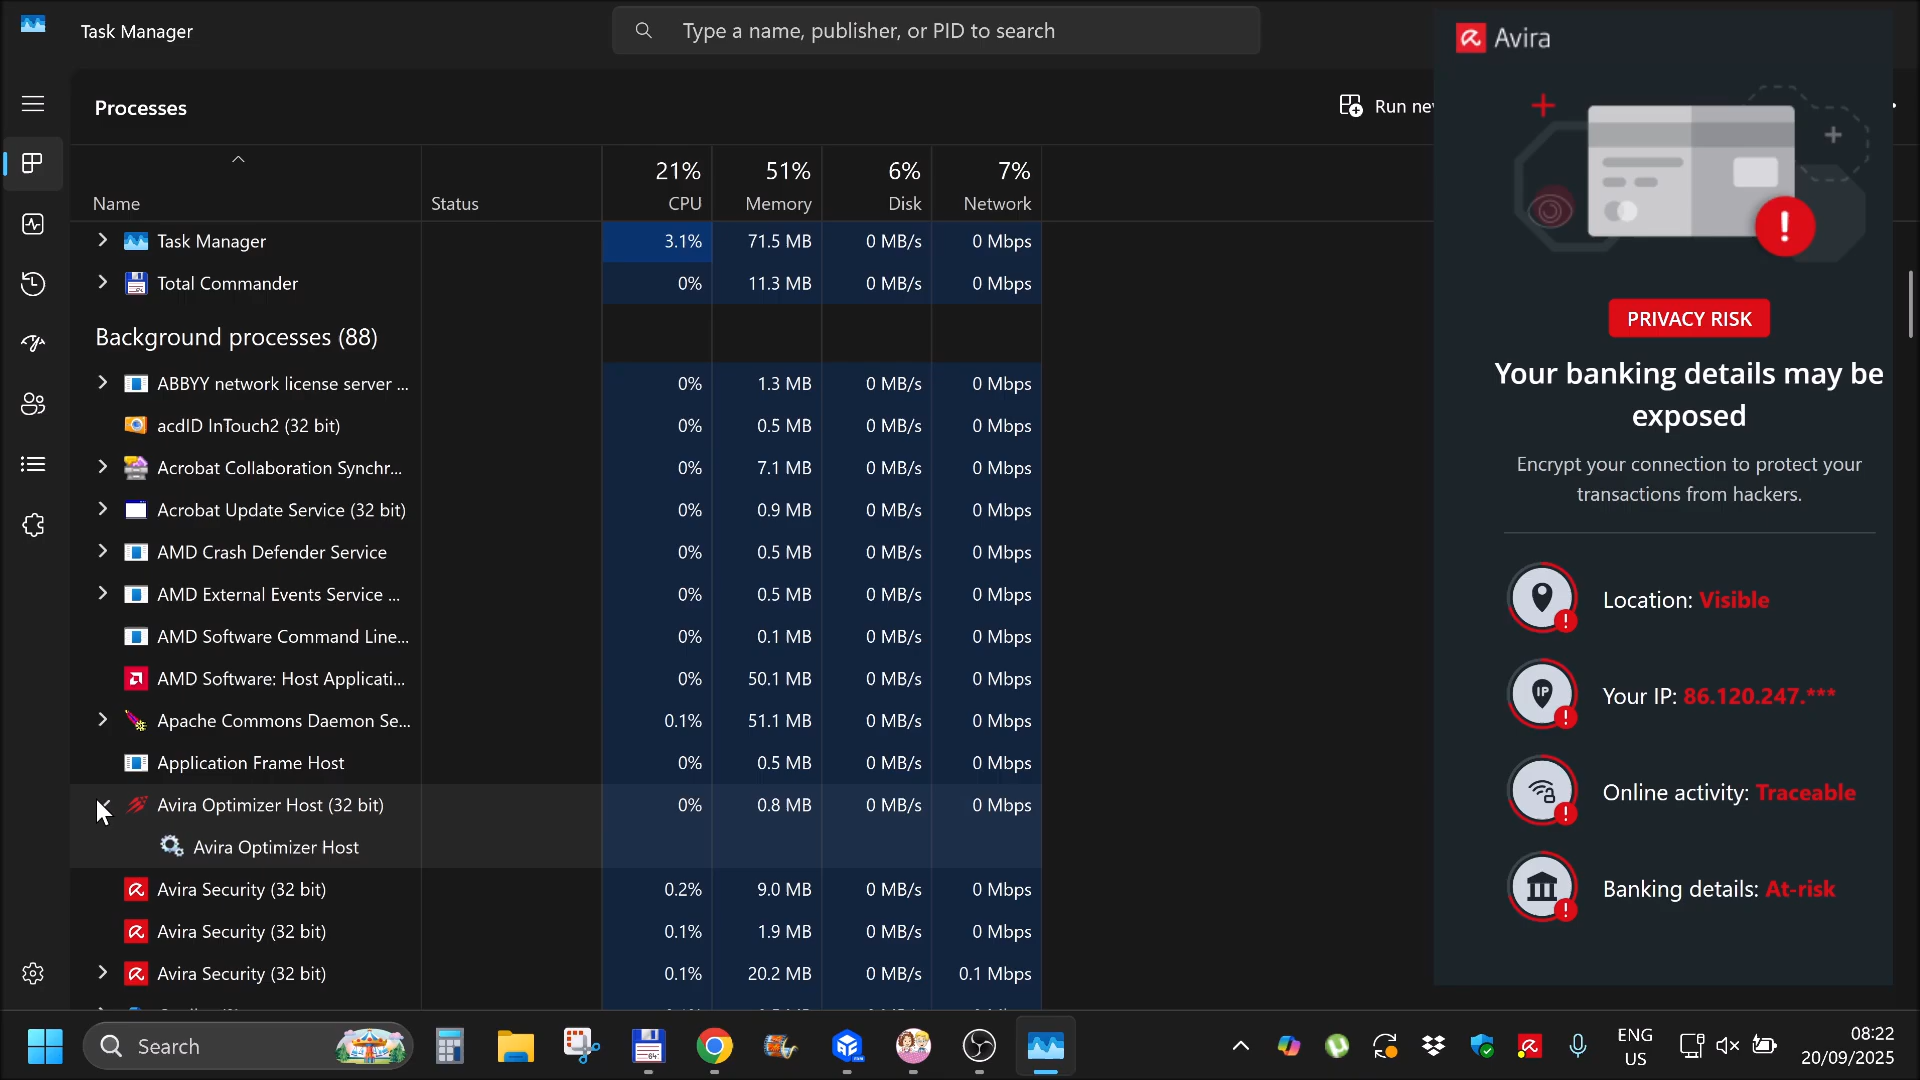 Task Manager
Type a name, publisher, or PID to search
Avira
Processes
Run nev
21%
51%
6%
7%
Name
Status
CPU
Memory
Disk
Network
Task Manager
3.1%
71.5 MB
0 MB/s
0 Mbps
Total Commander
0%
11.3 MB
0 MB/s
0 Mbps
Background processes (88)
ABBYY network license server ...
0%
1.3 MB
0 MB/s
0 Mbps
acdID InTouch2 (32 bit)
0%
0.5 MB
0 MB/s
0 Mbps
Acrobat Collaboration Synchr...
0%
7.1 MB
0 MB/s
0 Mbps
Acrobat Update Service (32 bit)
0%
0.9 MB
0 MB/s
0 Mbps
AMD Crash Defender Service
0%
0.5 MB
0 MB/s
0 Mbps
AMD External Events Service ...
0%
0.5 MB
0 MB/s
0 Mbps
AMD Software Command Line...
0%
0.1 MB
0 MB/s
0 Mbps
AMD Software: Host Applicati...
0%
50.1 MB
0 MB/s
0 Mbps
Apache Commons Daemon Se...
0.1%
51.1 MB
0 MB/s
0 Mbps
Application Frame Host
0%
0.5 MB
0 MB/s
0 Mbps
Avira Optimizer Host (32 bit)
0%
0.8 MB
0 MB/s
0 Mbps
Avira Optimizer Host
Avira Security (32 bit)
0.2%
9.0 MB
0 MB/s
0 Mbps
Avira Security (32 bit)
0.1%
1.9 MB
0 MB/s
0 Mbps
Avira Security (32 bit)
0.1%
20.2 MB
0 MB/s
0.1 Mbps
PRIVACY RISK
Your banking details may be
exposed
Encrypt your connection to protect your
transactions from hackers.
Location: Visible
IP
Your IP: 86.120.247.***
Online activity: Traceable
Banking details: At-risk
Search
64
ENG
US
08:22
20/09/2025